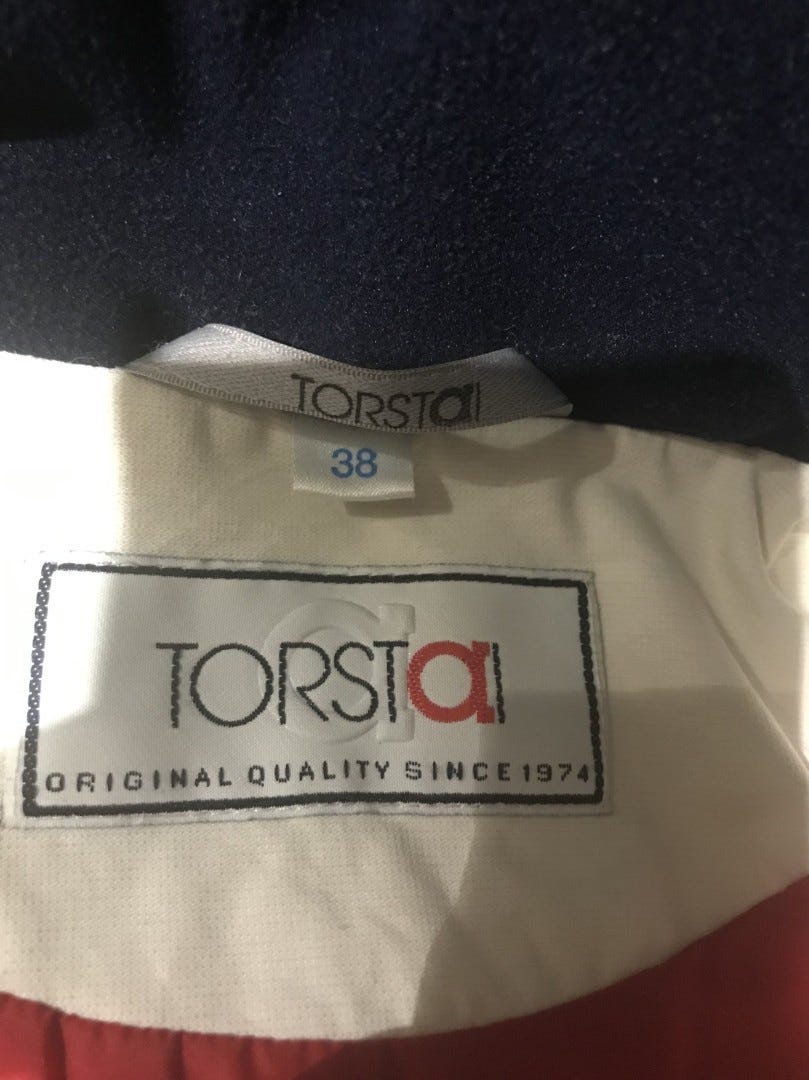 TORSTAI
38
TORSTAI
ORIGINAL QUALITY SINCE 1974